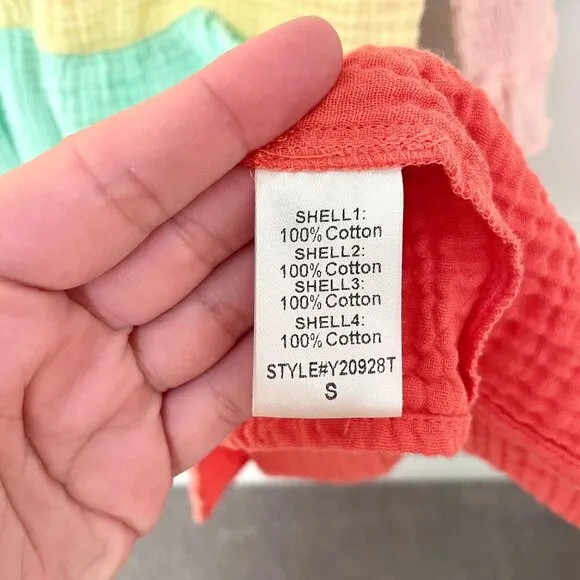 SHELL1:
100% Cotton
SHELL2:
100% Cotton
SHELL3:
100% Cotton
SHELL4:
100% Cotton
STYLE#Y20928T
S